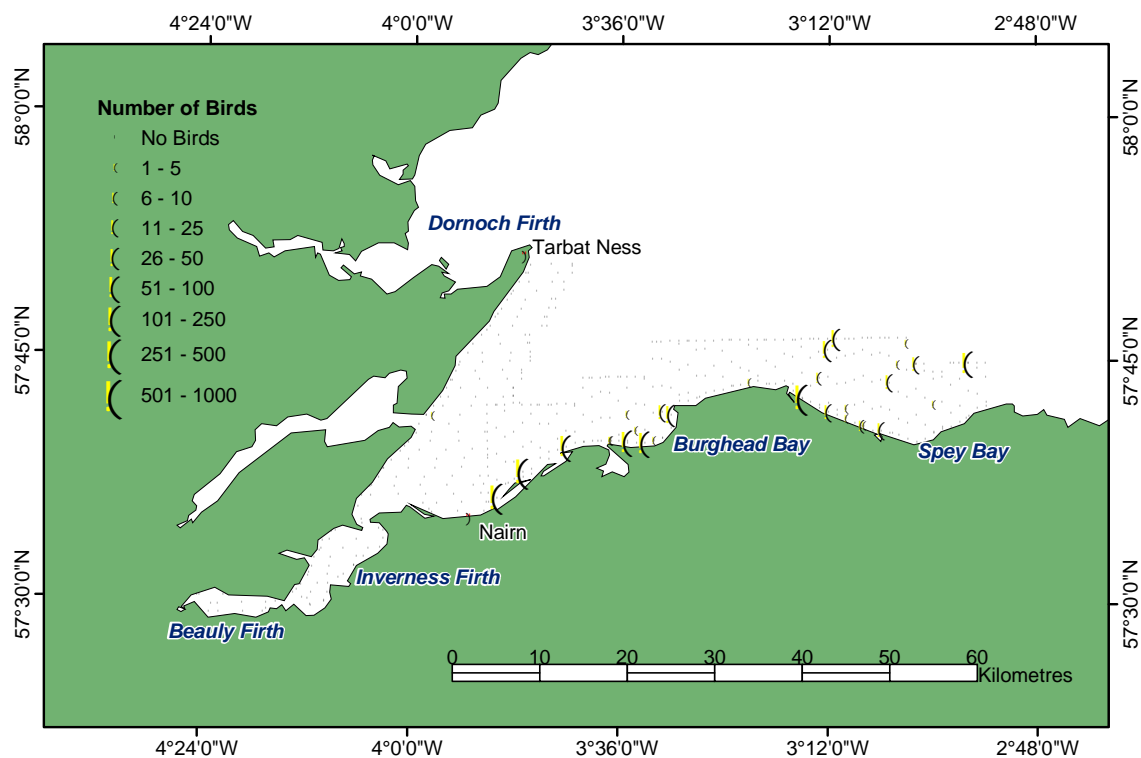 4°24'0"W 4°0'0"W 3°36'0"W 3°12'0"W 2°48'0"W
58°0'0"N
58°0'0"N
Number of Birds
No Birds
1 - 5
6 - 10
11 - 25
26 - 50
51 - 100
101 - 250
251 - 500
501 - 1000
Dornoch Firth
Tarbat Ness
57°45'0"N
57°45'0"N
Burghead Bay
Spey Bay
Nairn
Inverness Firth
57°30'0"N
57°30'0"N
Beauly Firth
0 10 20 30 40 50 60
Kilometres
4°24'0"W 4°0'0"W 3°36'0"W 3°12'0"W 2°48'0"W